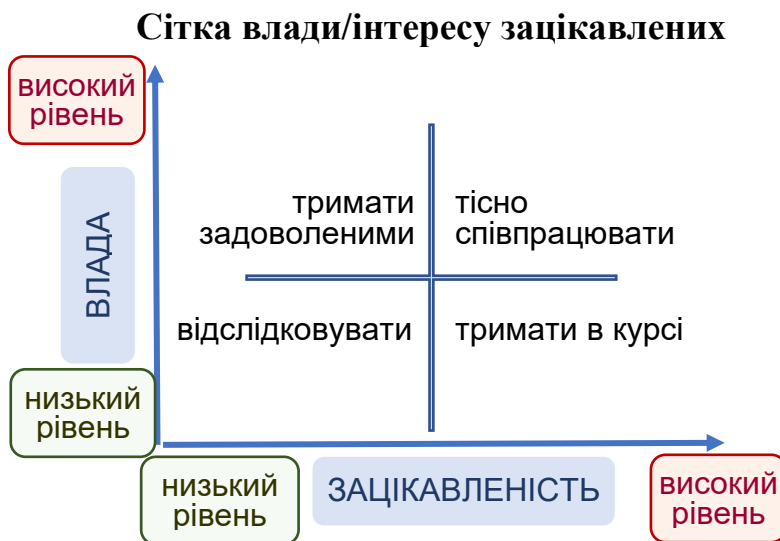 Сітка влади/інтересу зацікавлених
високий
рівень
ВЛАДА
тримати
задоволеними
тісно
співпрацювати
відслідковувати
тримати в курсі
низький
рівень
низький
рівень
ЗАЦІКАВЛЕНІСТЬ
високий
рівень